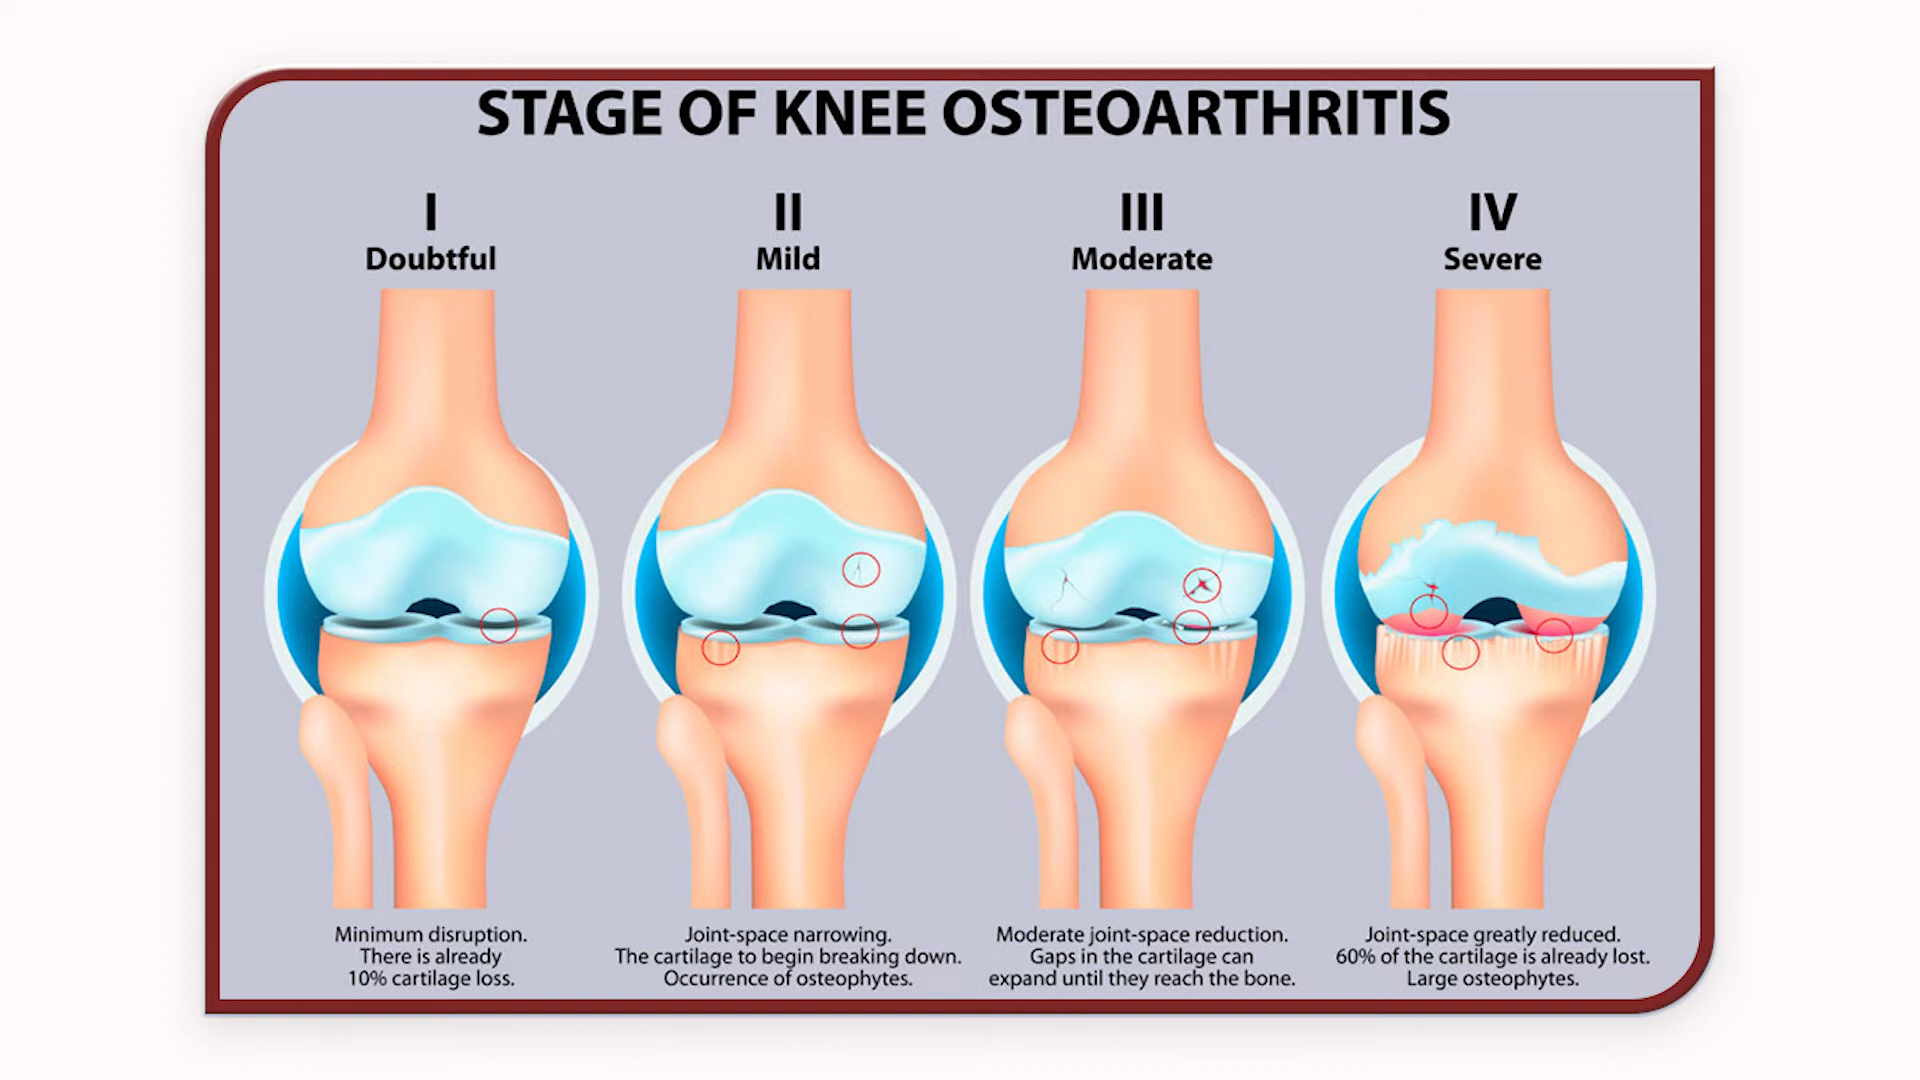 STAGE OF KNEE OSTEOARTHRITIS
I
Doubtful
II
Mild
III
Moderate
IV
Severe
Minimum disruption.
There is already
10% cartilage loss.
Joint-space narrowing.
The cartilage to begin breaking down.
Occurrence of osteophytes.
Moderate joint-space reduction.
Gaps in the cartilage can
expand until they reach the bone.
Joint-space greatly reduced.
60% of the cartilage is already lost.
Large osteophytes.